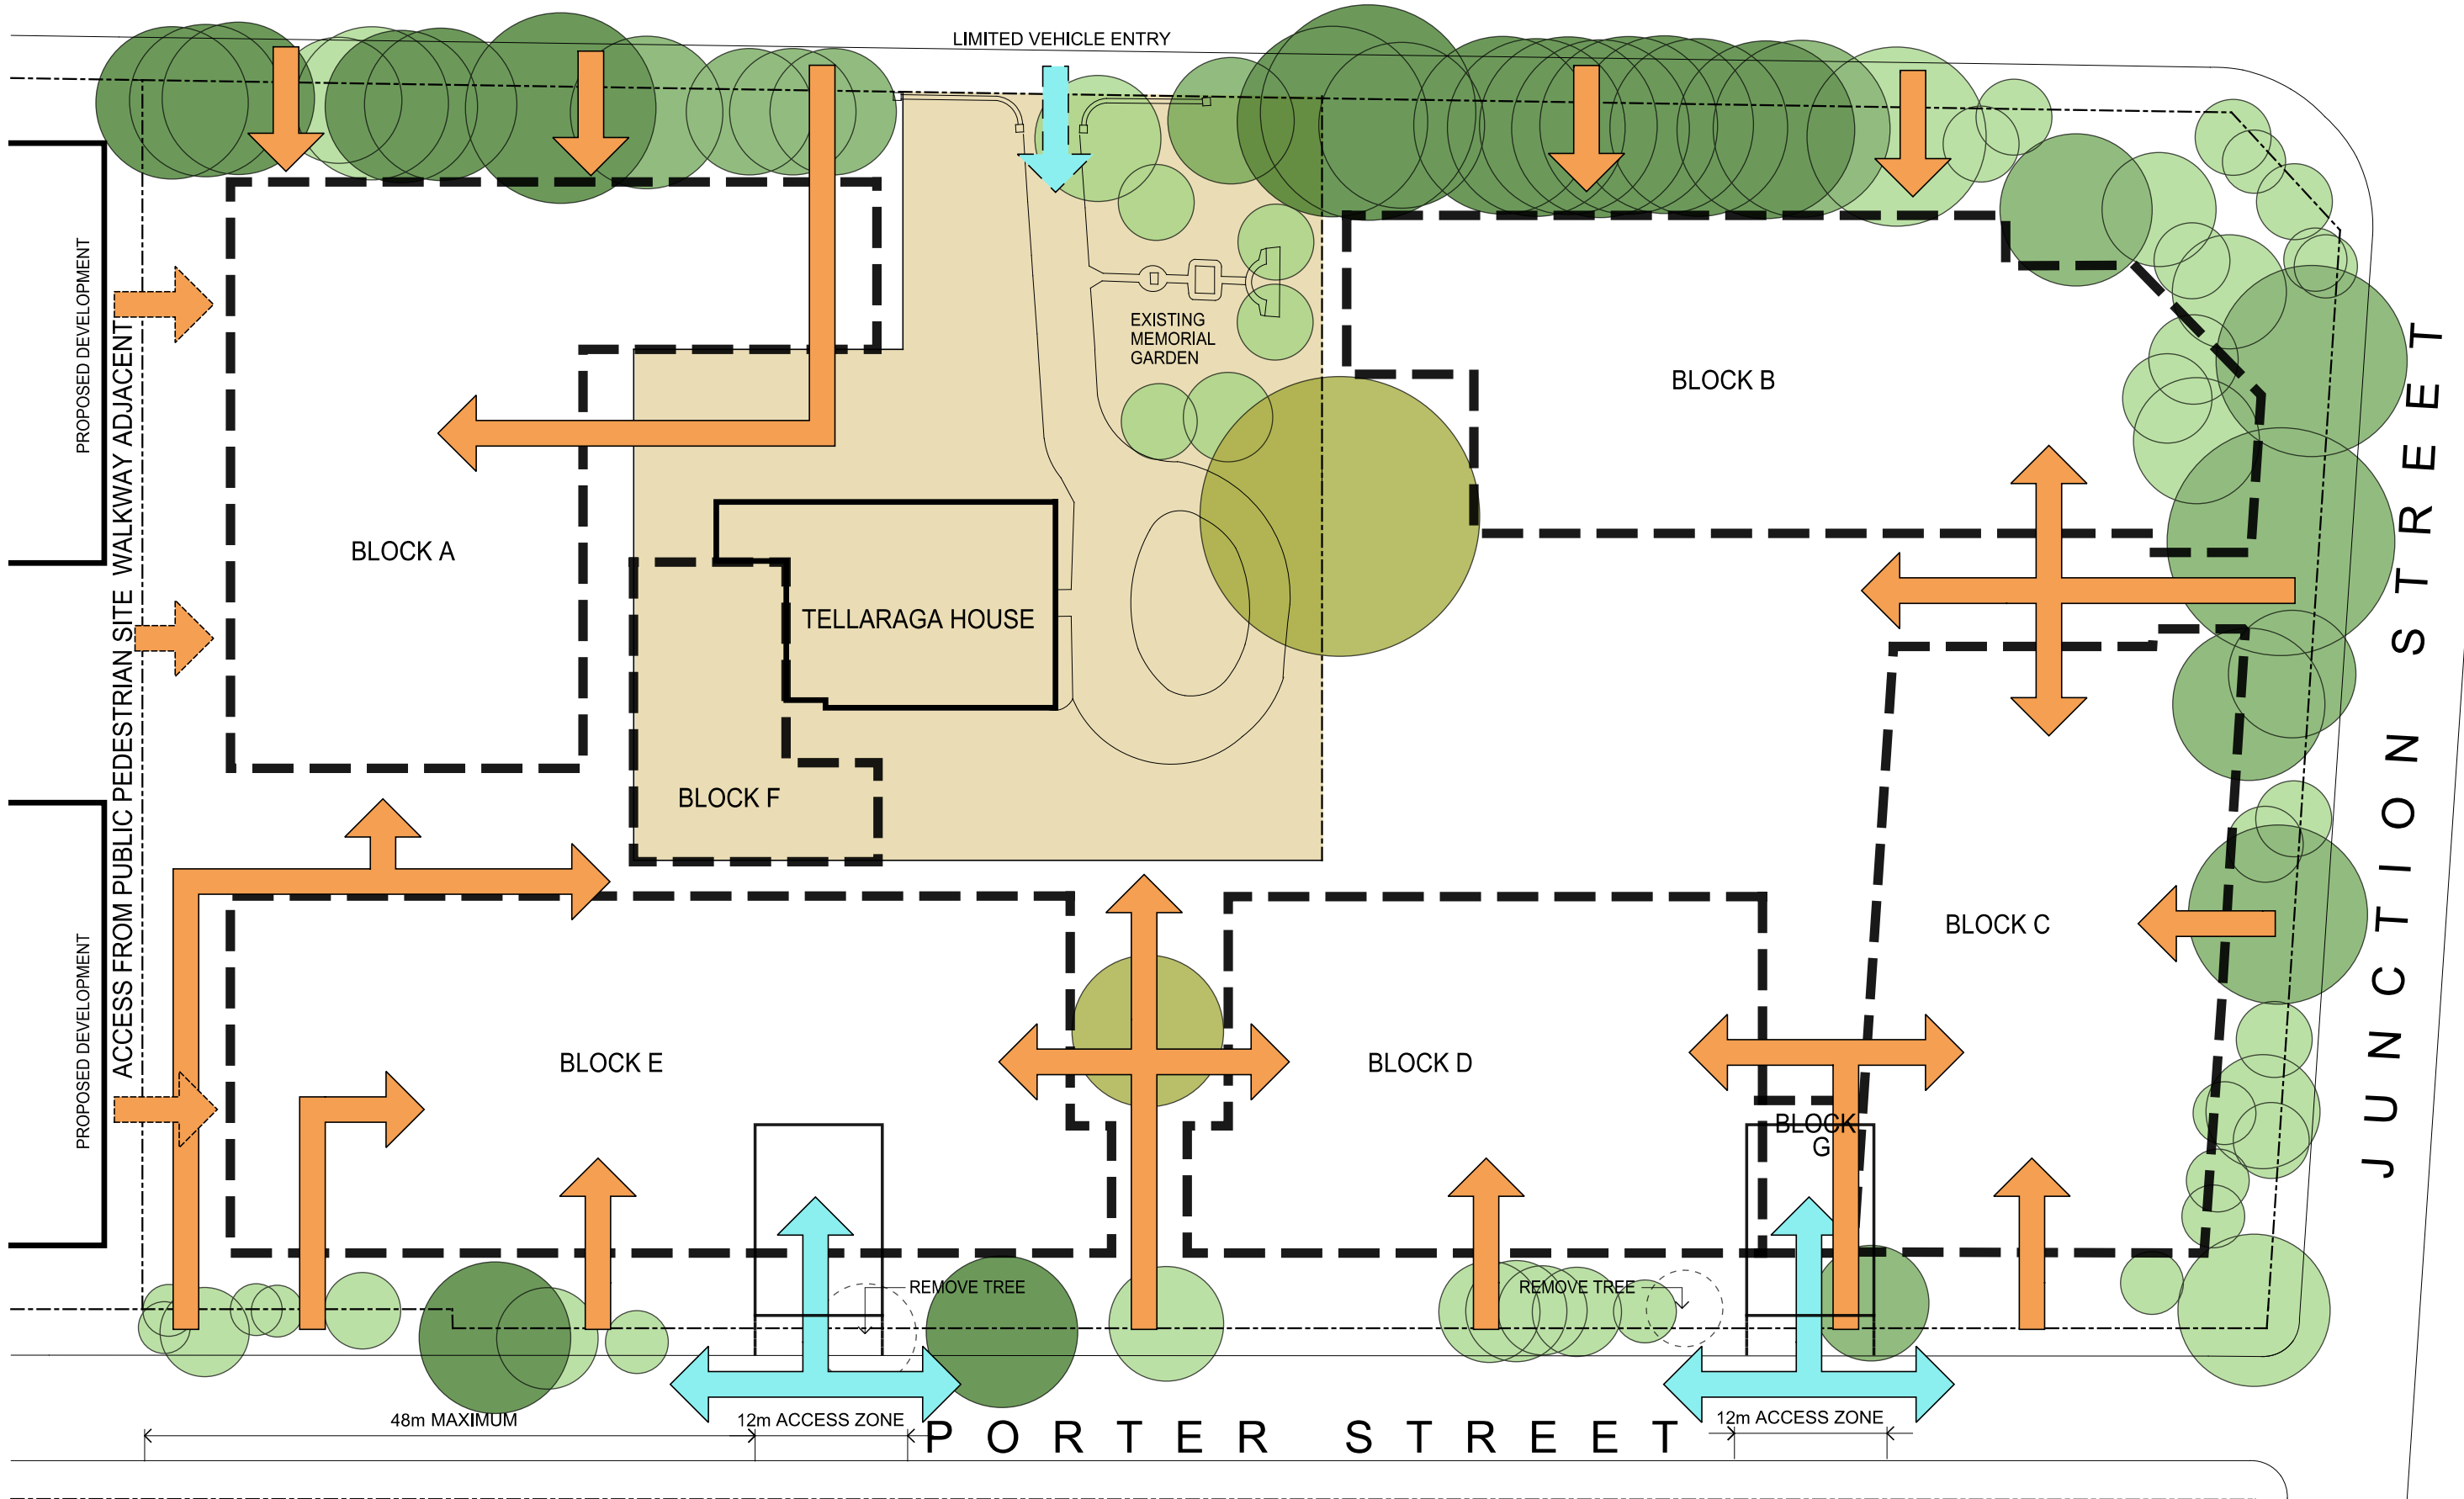 LIMITED VEHICLE ENTRY
PROPOSED DEVELOPMENT
ACCESS FROM PUBLIC PEDESTRIAN SITE WALKWAY ADJACENT
EXISTING
MEMORIAL
GARDEN
BLOCK B
BLOCK A
TELLARAGA HOUSE
BLOCK F
JUNCTION STREET
BLOCK C
PROPOSED DEVELOPMENT
BLOCK E
BLOCK D
BLOCK
G
REMOVE TREE
REMOVE TREE
48m MAXIMUM
12m ACCESS ZONE
PORTER STREET
12m ACCESS ZONE